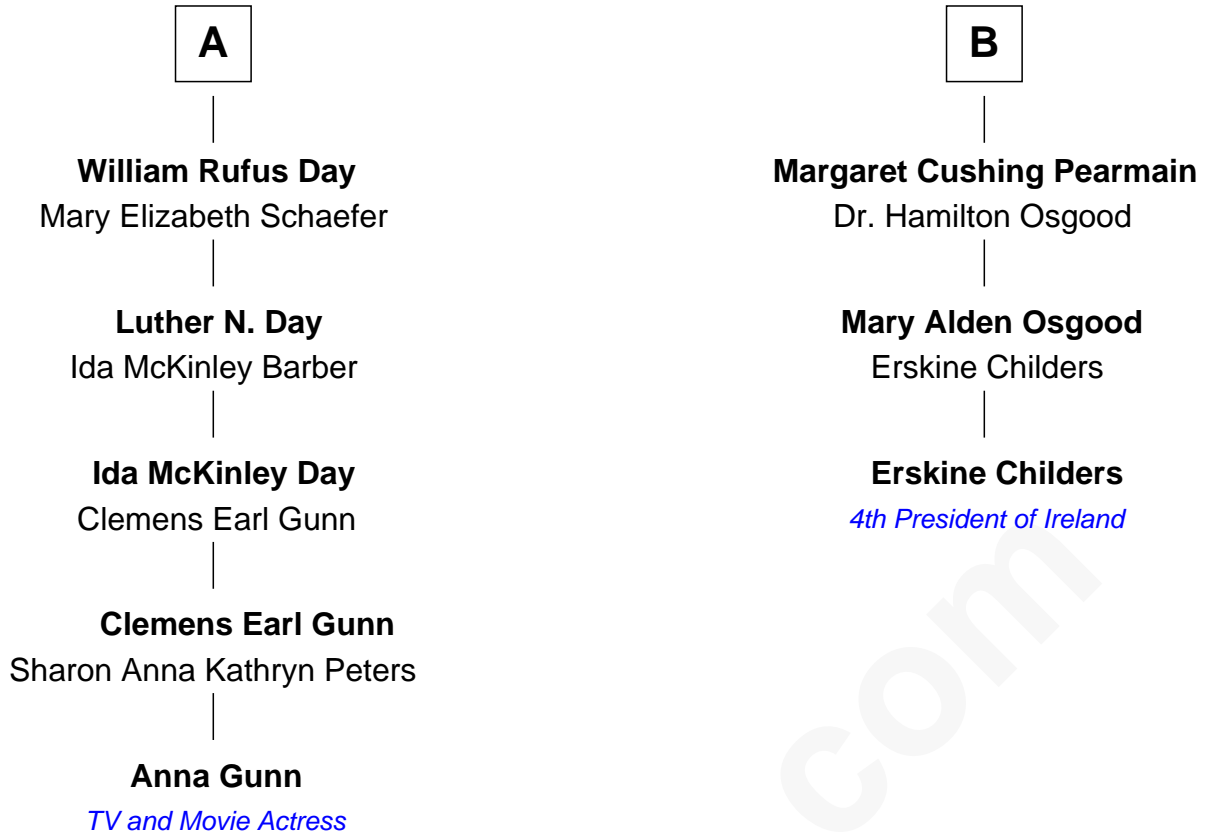 A
William Rufus Day
Mary Elizabeth Schaefer
Luther N. Day
Ida McKinley Barber
Ida McKinley Day
Clemens Earl Gunn
Clemens Earl Gunn
Sharon Anna Kathryn Peters
Anna Gunn
TV and Movie Actress
B
Margaret Cushing Pearmain
Dr. Hamilton Osgood
Mary Alden Osgood
Erskine Childers
Erskine Childers
4th President of Ireland
com